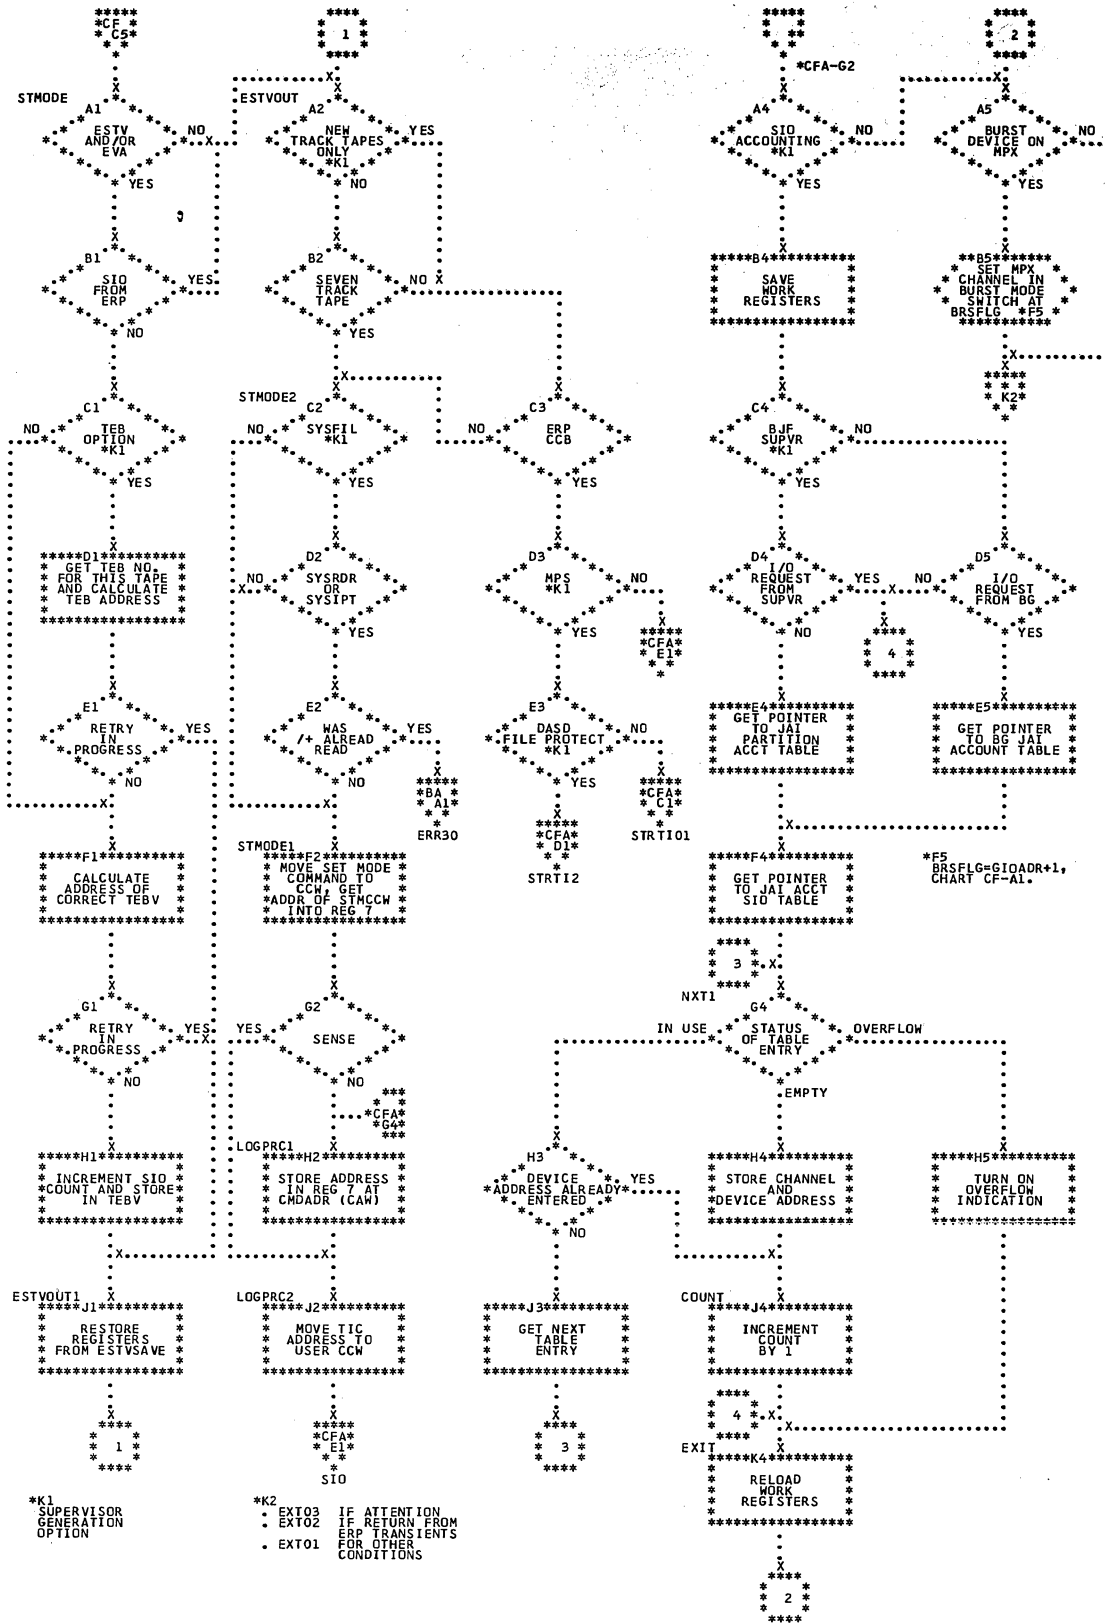 *CF
C5
1
*CFA-G2
2
STMODE
A1
ESTV
AND/OR
EVA
NO
YES
ESTVOUT
A2
NEW
TRACK TAPES
ONLY
*K1
YES
NO
A4
SIO
ACCOUNTING
*K1
NO
YES
A5
BURST
DEVICE ON
MPX
NO
YES
B1
SIO
FROM
ERP
YES
NO
B2
SEVEN
TRACK
TAPE
NO
YES
B4
SAVE
WORK
REGISTERS
B5
SET MPX
CHANNEL IN
BURST MODE
SWITCH AT
BRSFLG *F5
K2
C1
TEB
OPTION
*K1
NO
YES
STMODE2
C2
SYSFIL
*K1
NO
YES
C3
ERP
CCB
NO
YES
C4
BJF
SUPVR
*K1
NO
YES
D1
GET TEB NO.
FOR THIS TAPE
AND CALCULATE
TEB ADDRESS
D2
SYSRDR
OR
SYSIPT
NO
YES
D3
MPS
*K1
NO
YES
*CFA*
E1*
D4
I/O
REQUEST
FROM
SUPVR
YES
NO
4
D5
I/O
REQUEST
FROM BG
NO
YES
E1
RETRY
IN
PROGRESS
YES
NO
E2
WAS
/+ ALREAD
READ
YES
NO
*BA *
A1*
ERR30
E3
DASD
FILE PROTECT
*K1
NO
YES
*CFA*
C1*
STRTIO1
*CFA*
D1*
STRTI2
E4
GET POINTER
TO JAI
PARTITION
ACCT TABLE
E5
GET POINTER
TO BG JAI
ACCOUNT TABLE
F1
CALCULATE
ADDRESS OF
CORRECT TEBV
STMODE1
F2
MOVE SET MODE
COMMAND TO
CCW, GET
ADDR OF STMCCW
INTO REG 7
F4
GET POINTER
TO JAI ACCT
SIO TABLE
*F5
BRSFLG=GIOADR+1,
CHART CF-A1.
3
NXT1
G1
RETRY
IN
PROGRESS
YES
NO
G2
SENSE
YES
NO
*CFA*
*G4*
G4
STATUS
OF TABLE
ENTRY
IN USE
OVERFLOW
EMPTY
H1
INCREMENT SIO
COUNT AND STORE
IN TEBV
LOGPRC1
H2
STORE ADDRESS
IN REG 7 AT
CMDADR (CAW)
H3
DEVICE
ADDRESS ALREADY
ENTERED
YES
NO
H4
STORE CHANNEL
AND
DEVICE ADDRESS
H5
TURN ON
OVERFLOW
INDICATION
ESTVOUT1
J1
RESTORE
REGISTERS
FROM ESTVSAVE
LOGPRC2
J2
MOVE TIC
ADDRESS TO
USER CCW
J3
GET NEXT
TABLE
ENTRY
COUNT
J4
INCREMENT
COUNT
BY 1
1
*CFA*
E1*
SIO
3
4
EXIT
K4
RELOAD
WORK
REGISTERS
2
*K1
SUPERVISOR
GENERATION
OPTION
*K2
. EXT03 IF ATTENTION
. EXT02 IF RETURN FROM
ERP TRANSIENTS
. EXT01 FOR OTHER
CONDITIONS